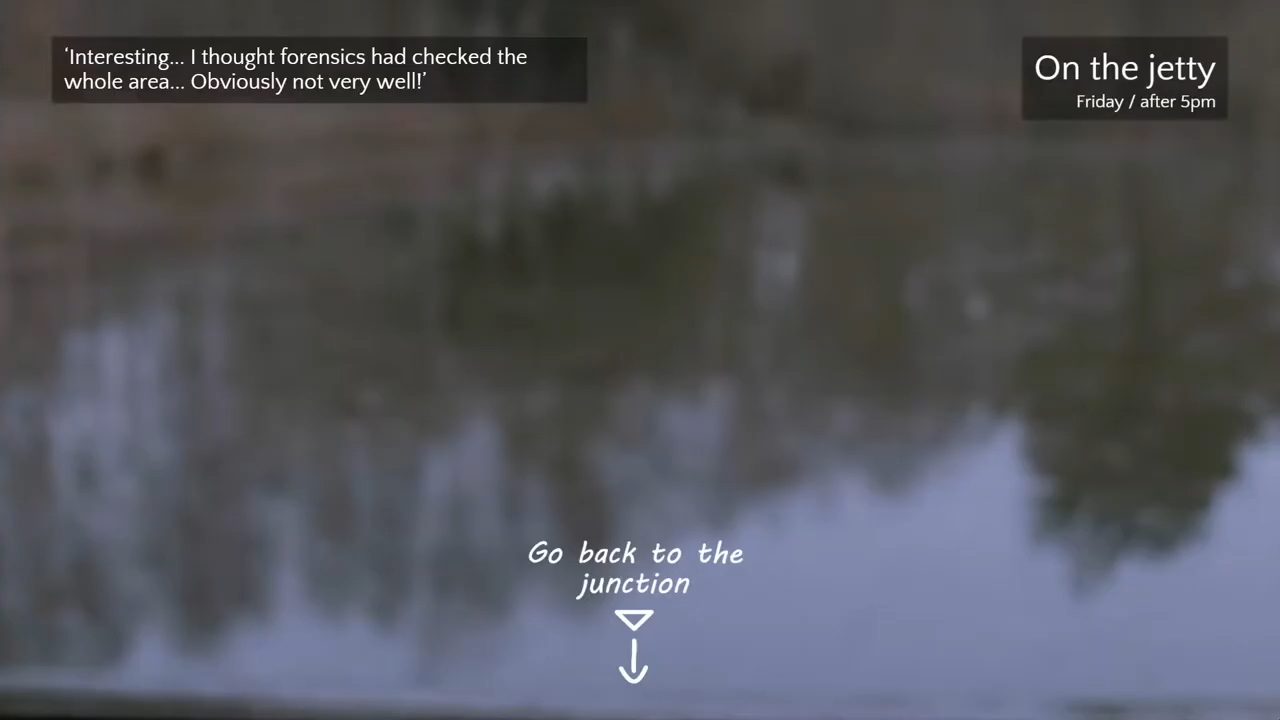 ‘Interesting... I thought forensics had checked the
whole area... Obviously not very well!’
On the jetty
Friday / after 5pm
Go back to the
junction